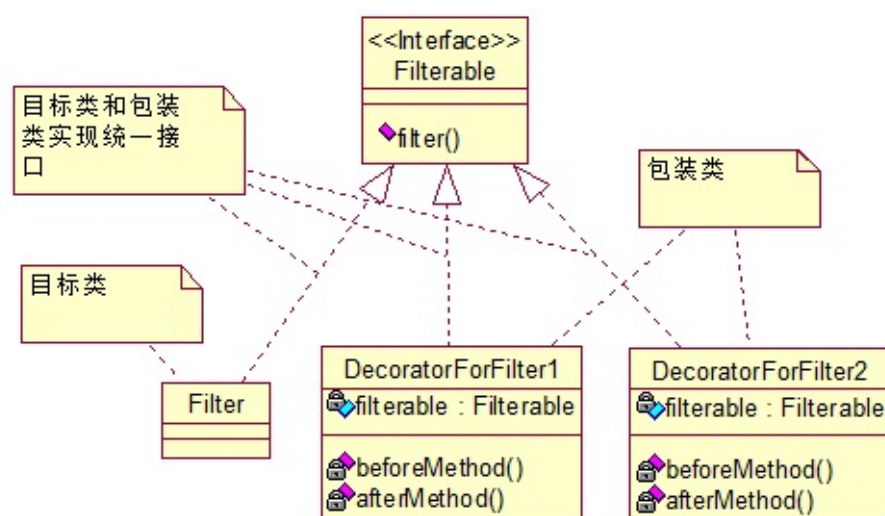 <<Interface>>
Filterable
filter()
目标类和包装
类实现统一接
口
包装类
目标类
Filter
DecoratorForFilter1
filterable : Filterable
beforeMethod()
afterMethod()
DecoratorForFilter2
filterable : Filterable
beforeMethod()
afterMethod()